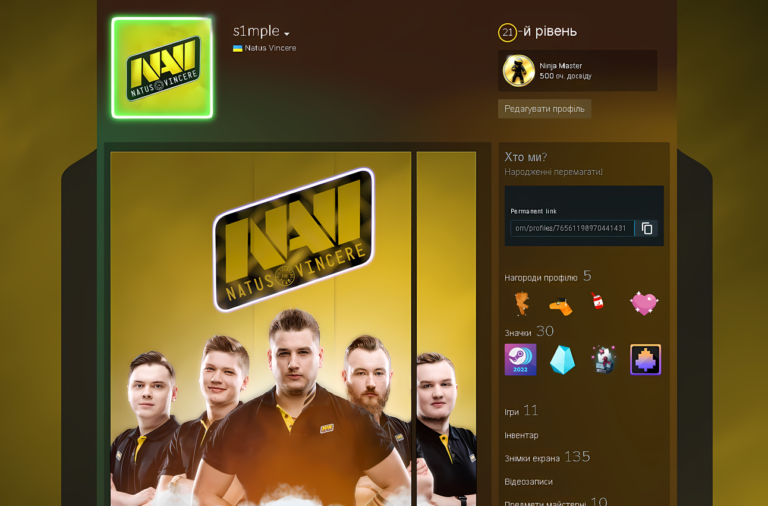 NAVI
NATUS VINCERE
s1mple
Natus Vincere
21-й рівень
Ninja Master
500 оч. досвіду
Редагувати профіль
NAVI
NATUS VINCERE
Хто ми?
Народженні перемагати!
Permanent link
om/profiles/76561198970441431
Нагороди профілю 5
Значки 30
2022
Ігри 11
Інвентар
Знімки екрана 135
Відеозаписи
Предмети майстерні 10